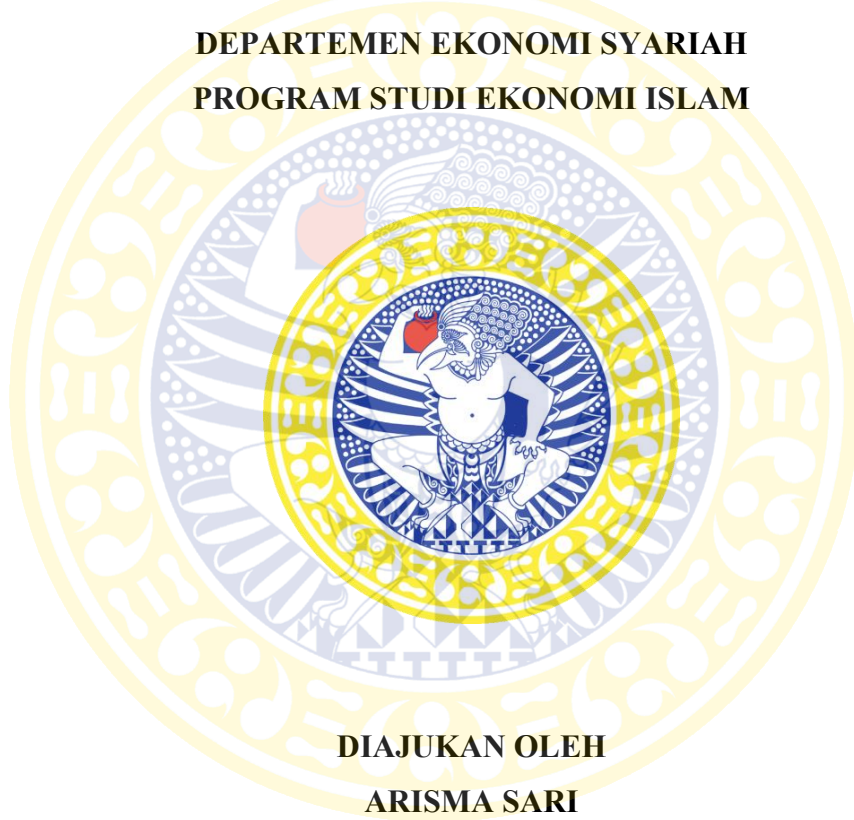 DEPARTEMEN EKONOMI SYARIAH
PROGRAM STUDI EKONOMI ISLAM
DIAJUKAN OLEH
ARISMA SARI